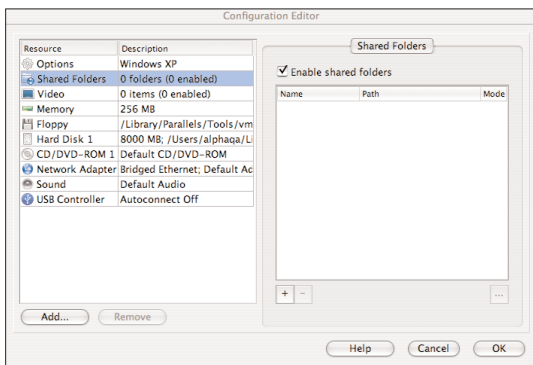 Configuration Editor
Resource Description
Options Windows XP
Shared Folders 0 folders (0 enabled)
Video 0 items (0 enabled)
Memory 256 MB
Floppy /Library/Parallels/Tools/vm
Hard Disk 1 8000 MB; /Users/alphaqa/Li
CD/DVD-ROM 1 Default CD/DVD-ROM
Network Adapter Bridged Ethernet; Default Ad
Sound Default Audio
USB Controller Autoconnect Off
Add... Remove
Shared Folders
Enable shared folders
Name Path Mode
+ - ...
Help Cancel OK